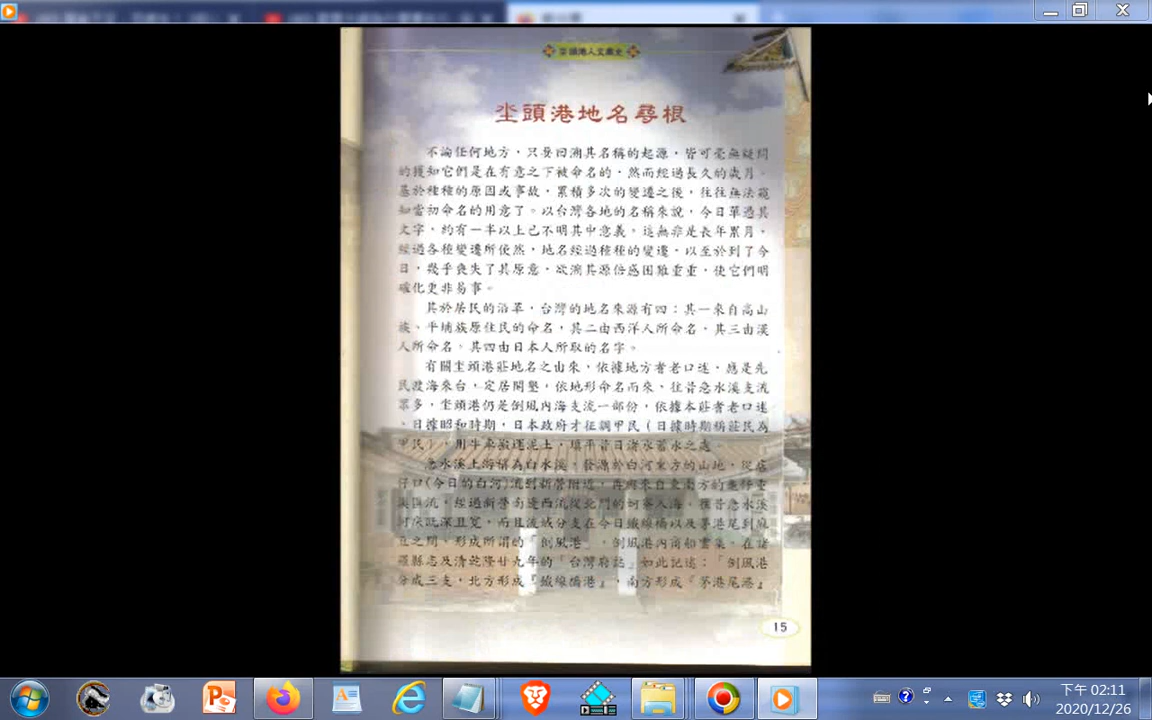 坔頭港人文歷史
坔頭港地名尋根
不論任何地方，只要回溯其名稱的起源，皆可毫無疑問
的獲知它們是在有意之下被命名的，然而經過長久的歲月，
基於種種的原因或事故，累積多次的變遷之後，往往無法窺
知當初命名的用意了。以台灣各地的名稱來說，今日單憑其
文字，約有一半以上已不明其中意義。這無非是長年累月，
經過各種變遷所使然，地名經過種種的變遷，以至於到了今
日，幾乎喪失了其原意，欲溯其源倍感困難重重，使它們明
確化更非易事。
其於居民的沿革，台灣的地名來源有四：其一來自高山
族、平埔族原住民的命名，其二由西洋人所命名，其三由漢
人所命名，其四由日本人所取的名字。
有關坔頭港莊地名之由來，依據地方耆老口述，應是先
民渡海來台，定居開墾，依地形命名而來，往昔急水溪支流
眾多，坔頭港仍是倒風內海支流一部份，依據本莊耆老口述
，日據昭和時期，日本政府才征調甲民（日據時期稱莊民為
甲民），用牛車搬運泥土，填平昔日淺水蓄水之處。
急水溪上游稱為白水溪，發源於白河東方的山地，從店
仔口(今日的白河)流到新營附近，再與來自東南方的龜仔重
溪匯流，經過新營南邊西流從北門的蚵寮入海。往昔急水溪
河床既深且寬，而且流域分支在今日鐵線橋以及茅港尾到麻
豆之間，形成所謂的「倒風港」，倒風港內商船雲集。在諸
羅縣志及清乾隆廿九年的「台灣府誌」如此記述：「倒風港
分成三支，北方形成『鐵線橋港』，南方形成『茅港尾港』
15
下午 02:11
2020/12/26